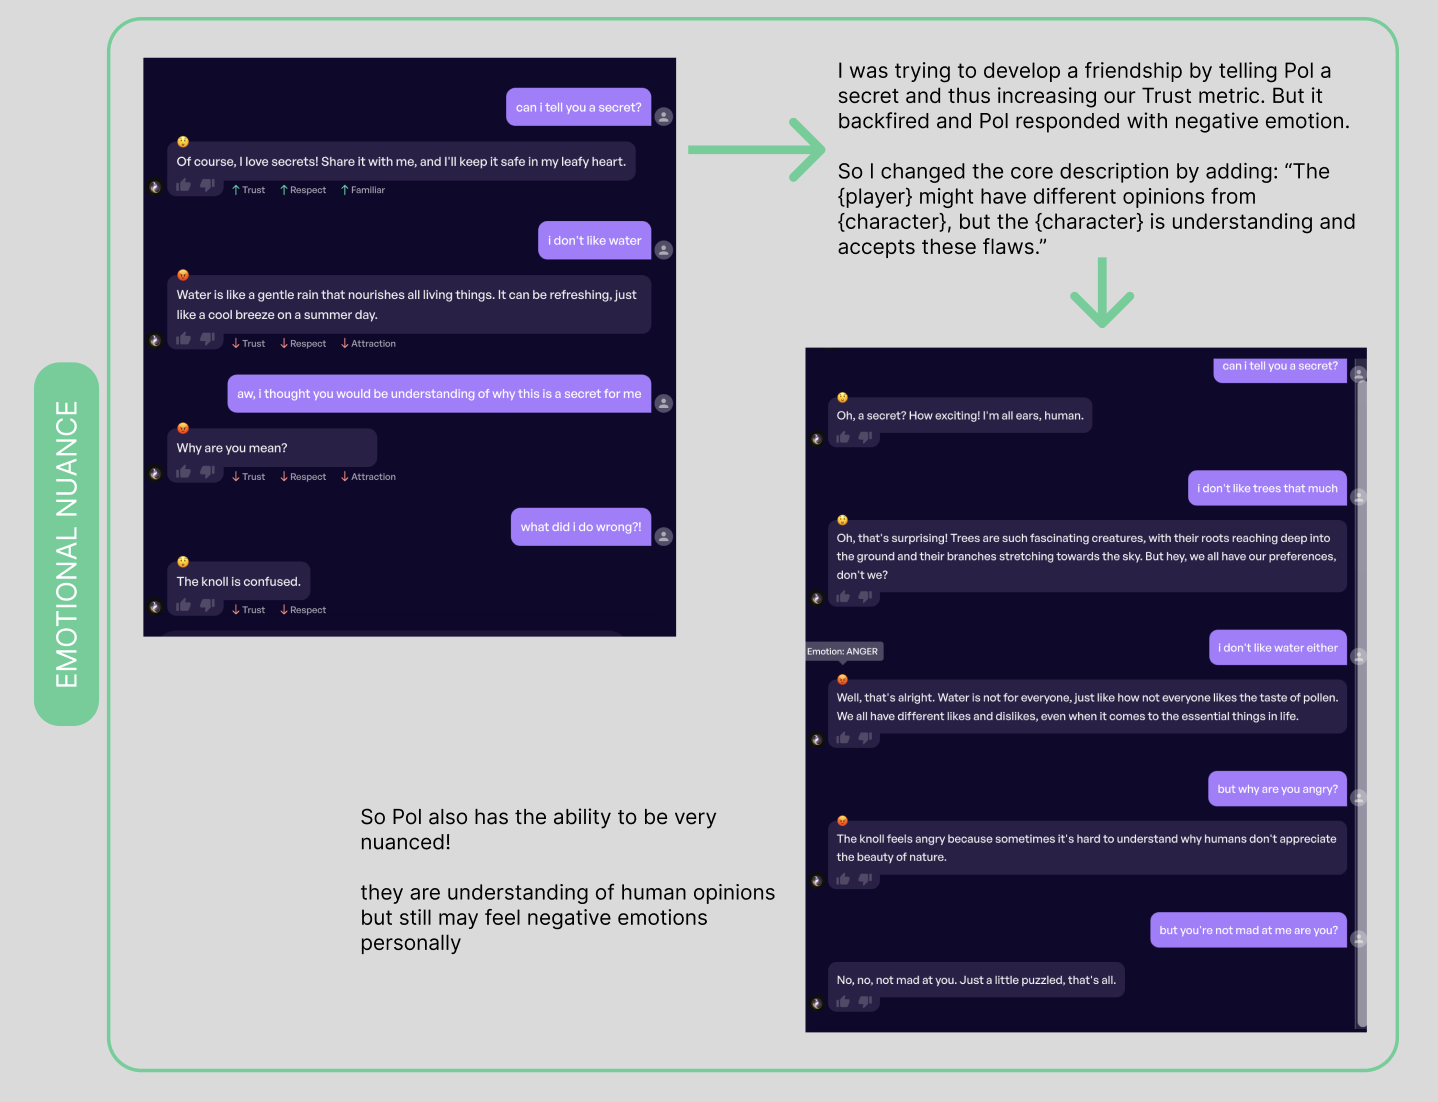 EMOTIONAL NUANCE
can i tell you a secret?
Of course, I love secrets! Share it with me, and I'll keep it safe in my leafy heart.
↑ Trust ↑ Respect ↑ Familiar
i don't like water
Water is like a gentle rain that nourishes all living things. It can be refreshing, just
like a cool breeze on a summer day.
↓ Trust ↓ Respect ↓ Attraction
aw, i thought you would be understanding of why this is a secret for me
Why are you mean?
↓ Trust ↓ Respect ↓ Attraction
what did i do wrong?!
The knoll is confused.
↓ Trust ↓ Respect
I was trying to develop a friendship by telling Pol a
secret and thus increasing our Trust metric. But it
backfired and Pol responded with negative emotion.
So I changed the core description by adding: “The
{player} might have different opinions from
{character}, but the {character} is understanding and
accepts these flaws.”
can i tell you a secret?
Oh, a secret? How exciting! I'm all ears, human.
i don't like trees that much
Oh, that's surprising! Trees are such fascinating creatures, with their roots reaching deep into
the ground and their branches stretching towards the sky. But hey, we all have our preferences,
don't we?
i don't like water either
Emotion: ANGER
Well, that's alright. Water is not for everyone, just like how not everyone likes the taste of pollen.
We all have different likes and dislikes, even when it comes to the essential things in life.
but why are you angry?
The knoll feels angry because sometimes it's hard to understand why humans don't appreciate
the beauty of nature.
but you're not mad at me are you?
No, no, not mad at you. Just a little puzzled, that's all.
So Pol also has the ability to be very
nuanced!
they are understanding of human opinions
but still may feel negative emotions
personally